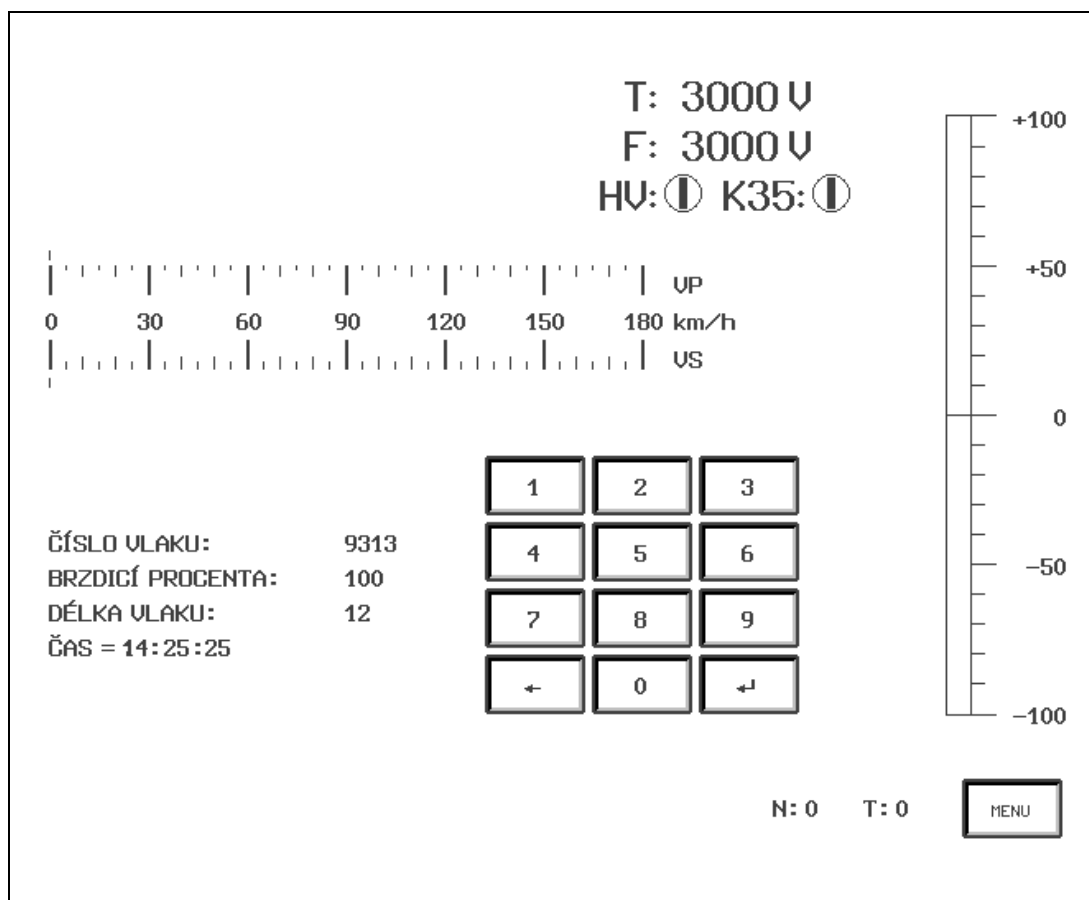 T: 3000 V
F: 3000 V
HV: K35:
+100
+50
0
-50
-100
VP
0 30 60 90 120 150 180 km/h
VS
1 2 3
4 5 6
7 8 9
← 0 ↵
ČÍSLO VLAKU: 9313
BRZDICÍ PROCENTA: 100
DÉLKA VLAKU: 12
ČAS = 14:25:25
N: 0 T: 0
MENU